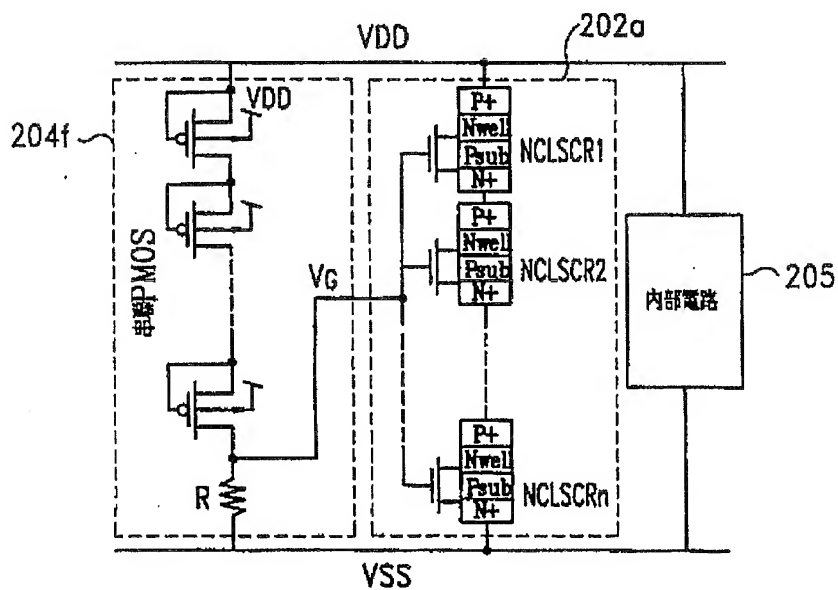 VDD
202a
204f
VDD
串聯PMOS
VG
R
P+
Nwell
Psub
N+
NCLSCR1
P+
Nwell
Psub
N+
NCLSCR2
P+
Nwell
Psub
N+
NCLSCRn
內部電路
205
VSS